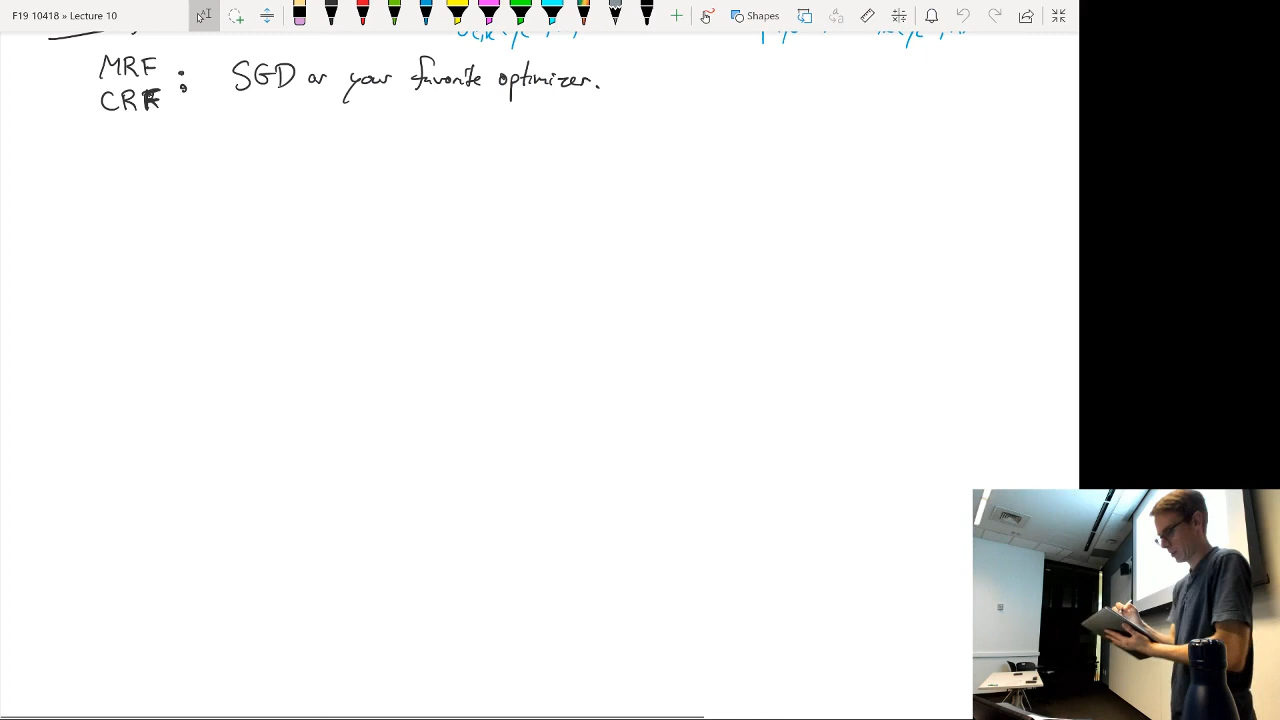 F19 10418 » Lecture 10
Shapes
MRF
CRF : SGD or your favorite optimizer.